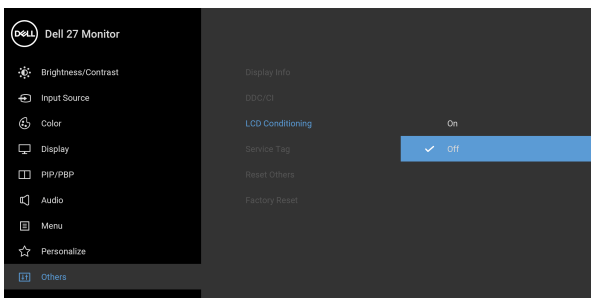 DELL
Dell 27 Monitor
Brightness/Contrast
Input Source
Color
Display
PIP/PBP
Audio
Menu
Personalize
Others
Display Info
DDC/CI
LCD Conditioning
Service Tag
Reset Others
Factory Reset
On
Off